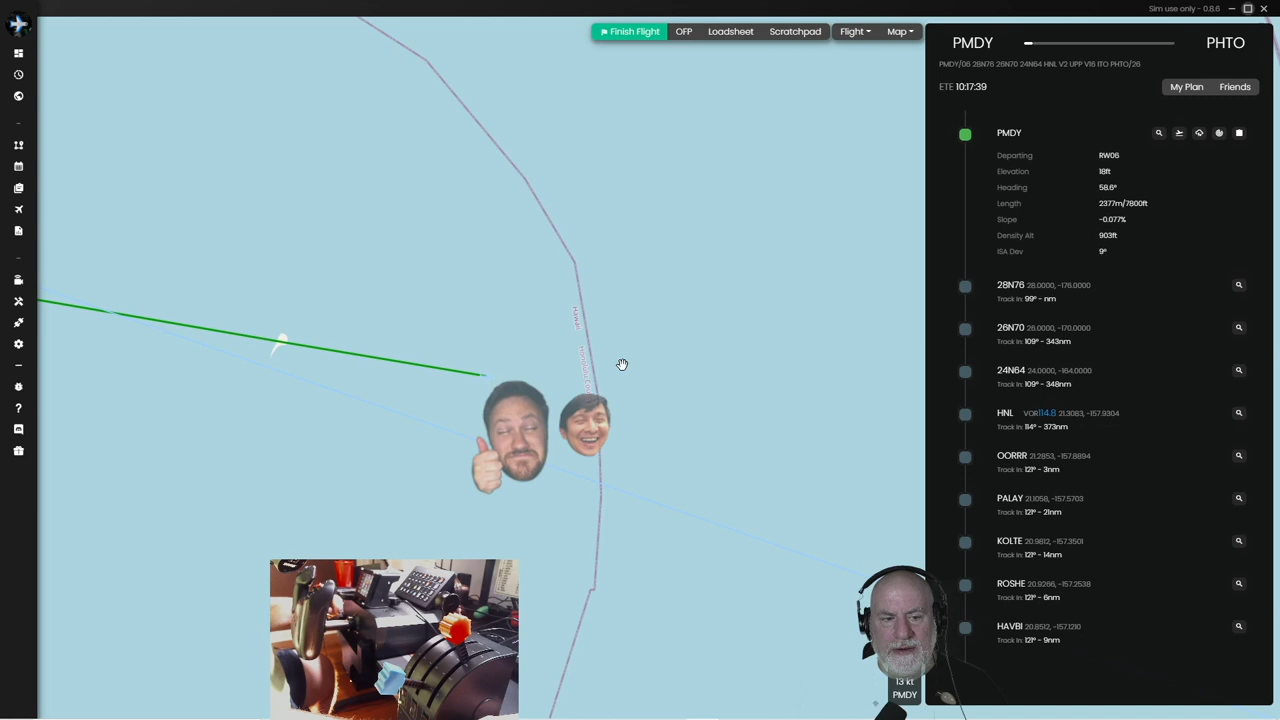 Sim use only - 0.8.6
Finish Flight OFP Loadsheet Scratchpad Flight Map
PMDY PHTO
PMDY/06 28N76 26N70 24N64 HNL V2 UPP V16 ITO PHTO/26
ETE 10:17:39 My Plan Friends
PMDY
Departing RW06
Elevation 18ft
Heading 58.6°
Length 2377m/7800ft
Slope -0.077%
Density Alt 903ft
ISA Dev 9°
28N76 28.0000, -176.0000
Track In: 99° - nm
26N70 26.0000, -170.0000
Track In: 109° - 343nm
24N64 24.0000, -164.0000
Track In: 109° - 348nm
HNL VOR114.8 21.3083, -157.9304
Track In: 114° - 373nm
OORRR 21.2853, -157.8894
Track In: 121° - 3nm
PALAY 21.1058, -157.5703
Track In: 121° - 21nm
KOLTE 20.9812, -157.3501
Track In: 121° - 14nm
ROSHE 20.9266, -157.2538
Track In: 121° - 6nm
HAVBI 20.8512, -157.1210
Track In: 121° - 9nm
Hawaii
13 kt
PMDY